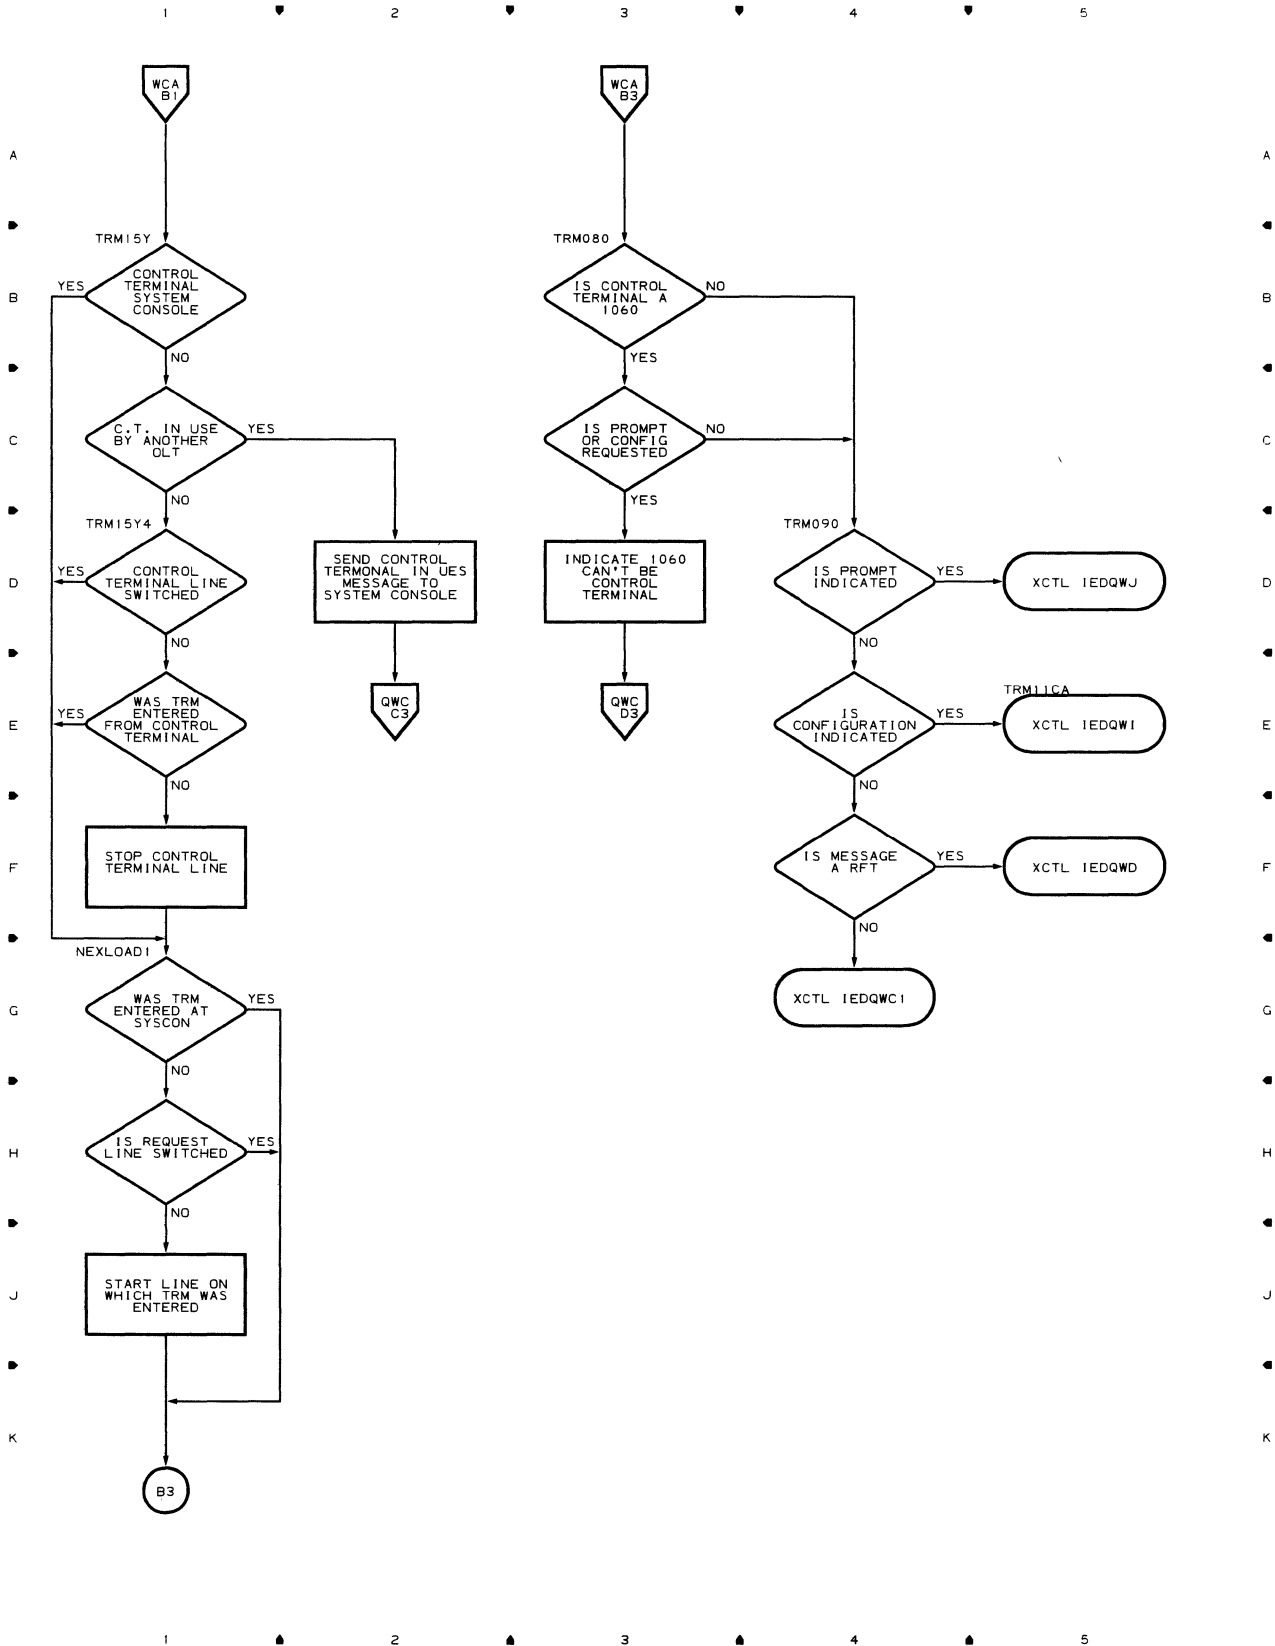 1 2 3 4 5
WCA
B1
WCA
B3
A A
TRM15Y
CONTROL
TERMINAL
SYSTEM
CONSOLE
YES
NO
TRM080
IS CONTROL
TERMINAL A
1060
NO
YES
B B
C.T. IN USE
BY ANOTHER
OLT
YES
NO
IS PROMPT
OR CONFIG
REQUESTED
NO
YES
C C
TRM15Y4
CONTROL
TERMINAL LINE
SWITCHED
YES
NO
SEND CONTROL
TERMONAL IN UES
MESSAGE TO
SYSTEM CONSOLE
INDICATE 1060
CAN'T BE
CONTROL
TERMINAL
TRM090
IS PROMPT
INDICATED
YES
NO
XCTL IEDQWJ
D D
WAS TRM
ENTERED
FROM CONTROL
TERMINAL
YES
NO
QWC
C3
QWC
D3
IS
CONFIGURATION
INDICATED
YES
NO
TRM11CA
XCTL IEDQWI
E E
STOP CONTROL
TERMINAL LINE
IS MESSAGE
A RFT
YES
NO
XCTL IEDQWD
F F
NEXLOAD1
WAS TRM
ENTERED AT
SYSCON
YES
NO
XCTL IEDQWC1
G G
IS REQUEST
LINE SWITCHED
YES
NO
H H
START LINE ON
WHICH TRM WAS
ENTERED
J J
K K
B3
1 2 3 4 5